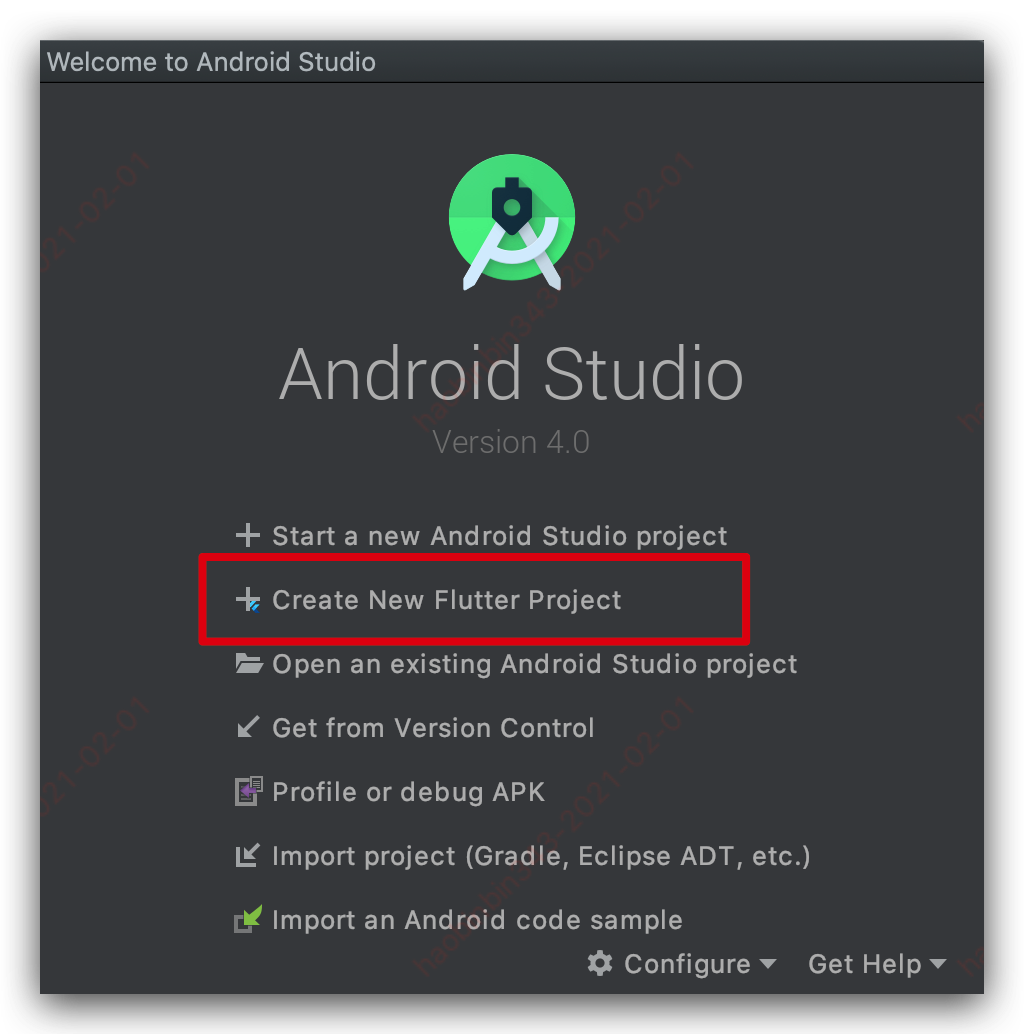 Welcome to Android Studio
Android Studio
Version 4.0
Start a new Android Studio project
Create New Flutter Project
Open an existing Android Studio project
Get from Version Control
Profile or debug APK
Import project (Gradle, Eclipse ADT, etc.)
Import an Android code sample
Configure
Get Help